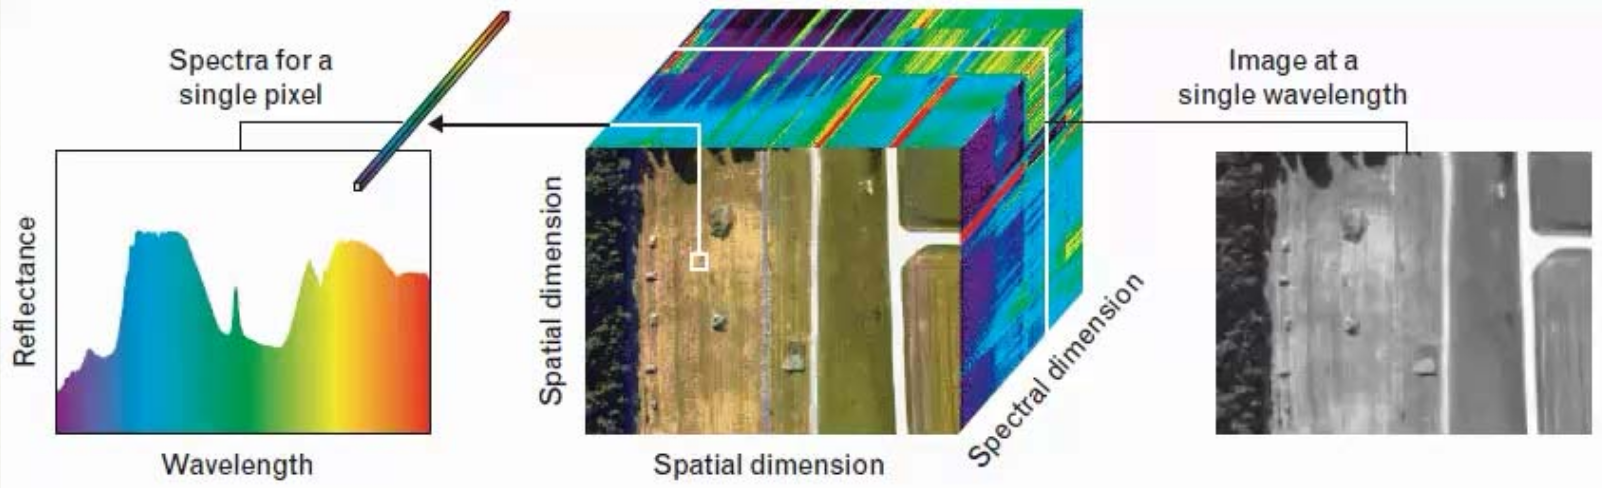 Spectra for a
single pixel
Reflectance
Wavelength
Spatial dimension
Spatial dimension
Spectral dimension
Image at a
single wavelength